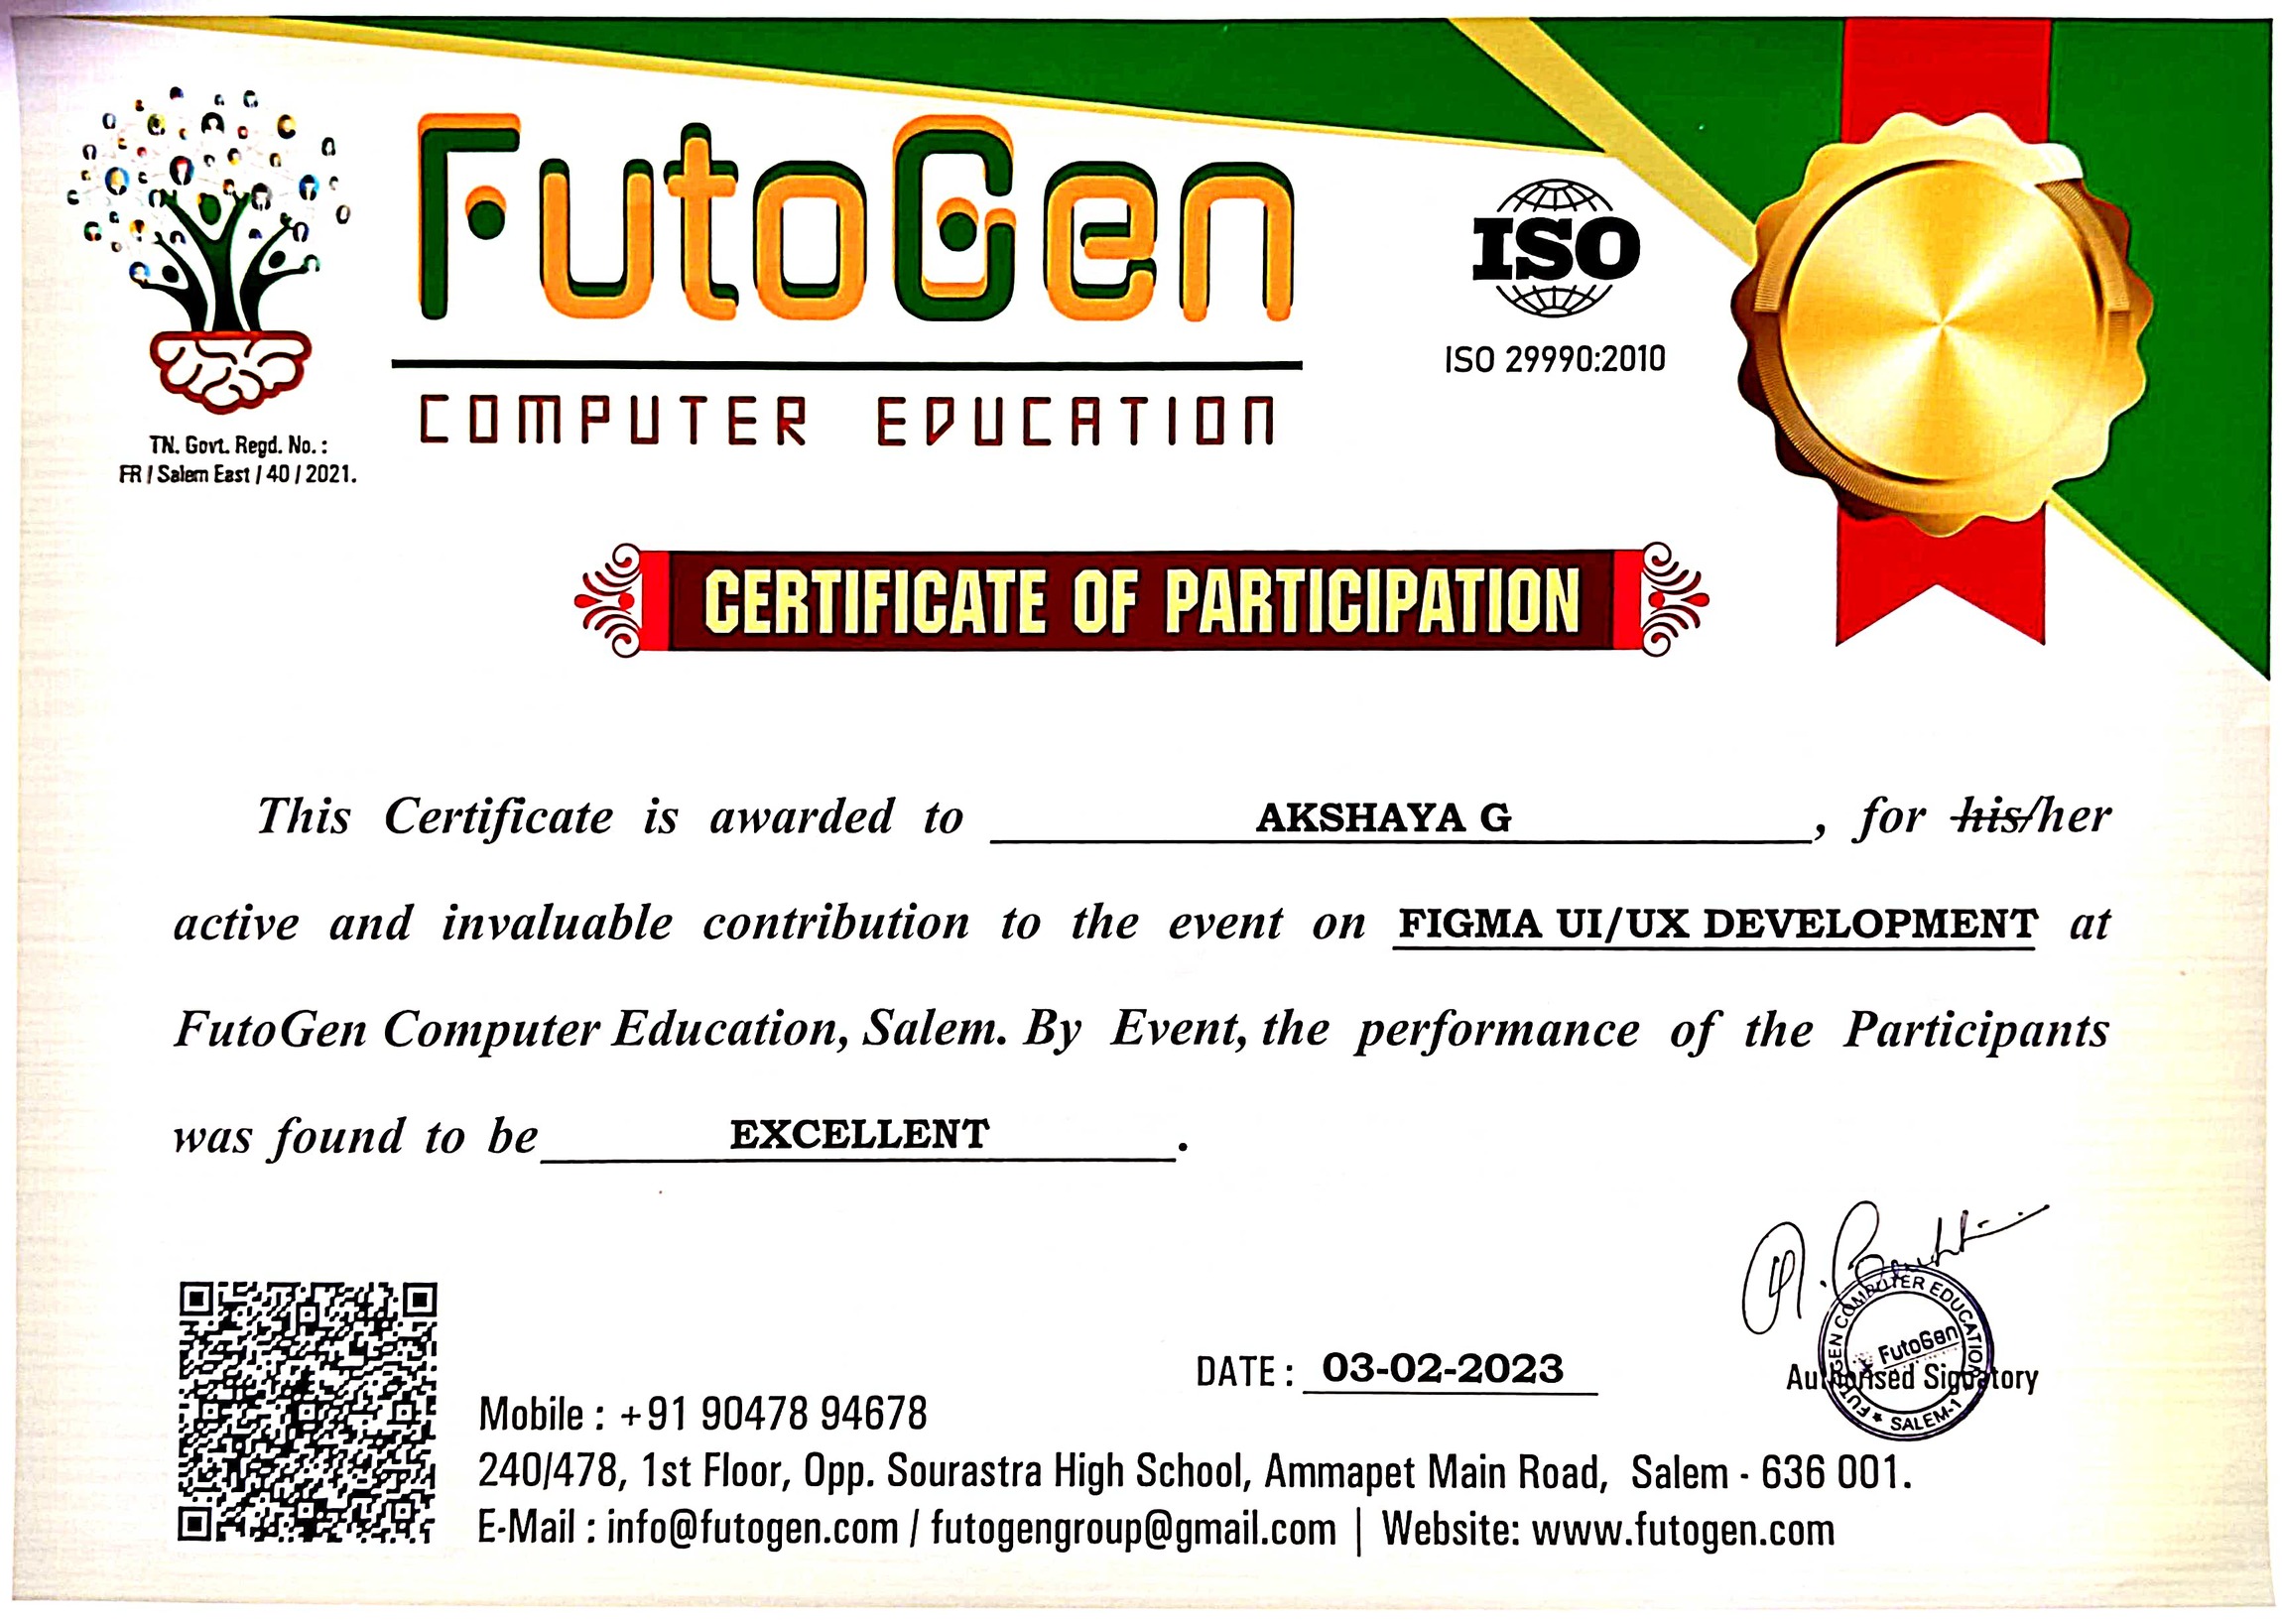 FutoGen
COMPUTER EDUCATION
ISO
ISO 29990:2010
TN. Govt. Regd. No. :
FR / Salem East / 40 / 2021.
CERTIFICATE OF PARTICIPATION
This Certificate is awarded to AKSHAYA G, for his/her
active and invaluable contribution to the event on FIGMA UI/UX DEVELOPMENT at
FutoGen Computer Education, Salem. By Event, the performance of the Participants
was found to be EXCELLENT.
DATE : 03-02-2023
FUTOGEN COMPUTER EDUCATION
FutoGen
★ SALEM-1
Authorised Signatory
Mobile : +91 90478 94678
240/478, 1st Floor, Opp. Sourastra High School, Ammapet Main Road, Salem - 636 001.
E-Mail : info@futogen.com / futogengroup@gmail.com | Website: www.futogen.com